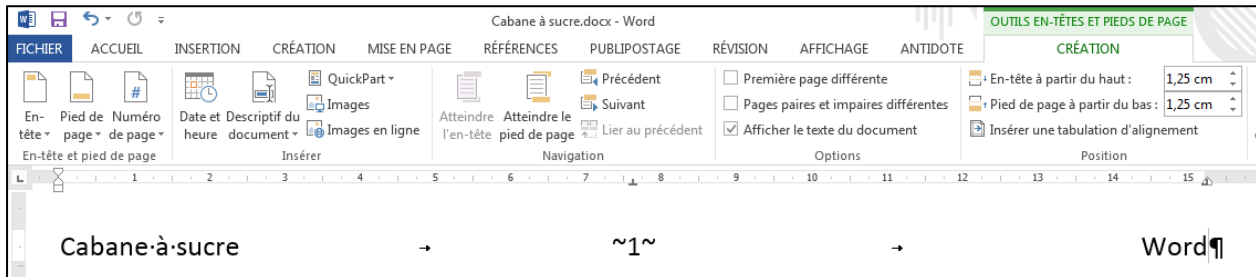 Cabane à sucre.docx - Word
OUTILS EN-TÊTES ET PIEDS DE PAGE
FICHIER ACCUEIL INSERTION CRÉATION MISE EN PAGE RÉFÉRENCES PUBLIPOSTAGE RÉVISION AFFICHAGE ANTIDOTE CRÉATION
QuickPart Précédent Première page différente En-tête à partir du haut : 1,25 cm
Images Suivant Pages paires et impaires différentes Pied de page à partir du bas : 1,25 cm
En-tête Pied de page Numéro de page Date et heure Descriptif du document Images en ligne Atteindre l'en-tête Atteindre le pied de page Lier au précédent Afficher le texte du document Insérer une tabulation d'alignement
En-tête et pied de page Insérer Navigation Options Position
1 2 3 4 5 6 7 8 9 10 11 12 13 14 15
Cabane·à·sucre → ~1~ → Word¶